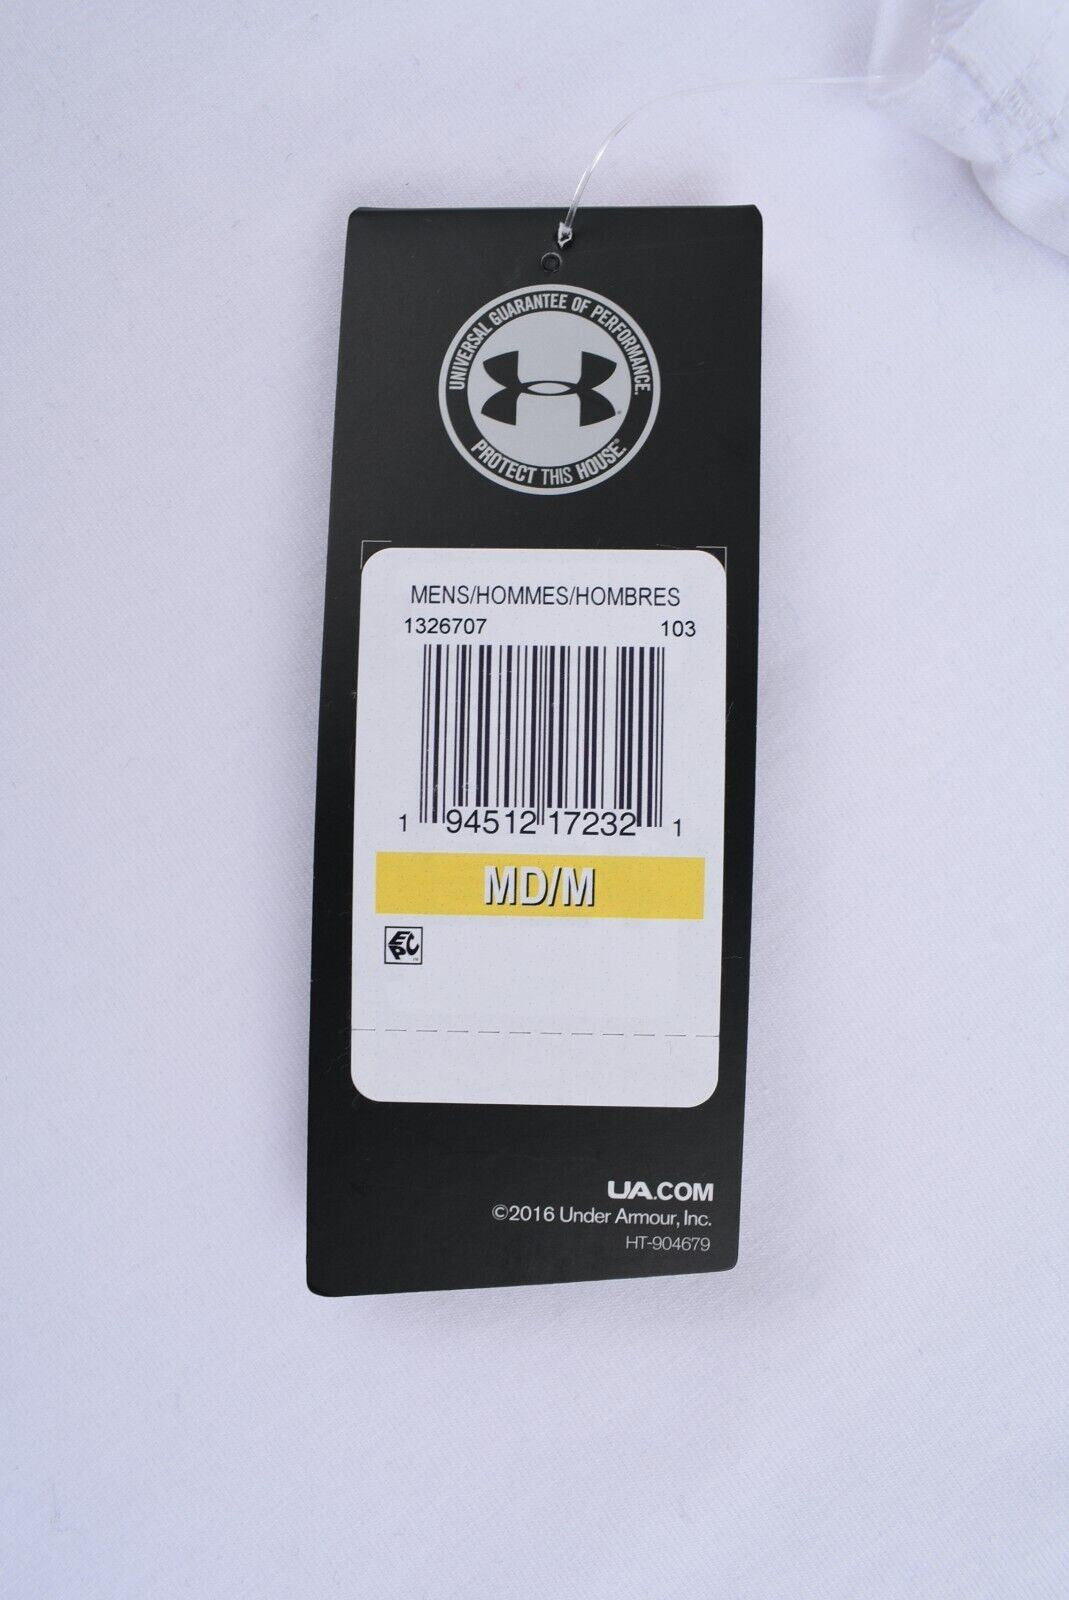 UNIVERSAL GUARANTEE OF PERFORMANCE.
PROTECT THIS HOUSE.®
MENS/HOMMES/HOMBRES
1326707 103
1 94512 17232 1
MD/M
EPC
UA.COM
©2016 Under Armour, Inc.
HT-904679